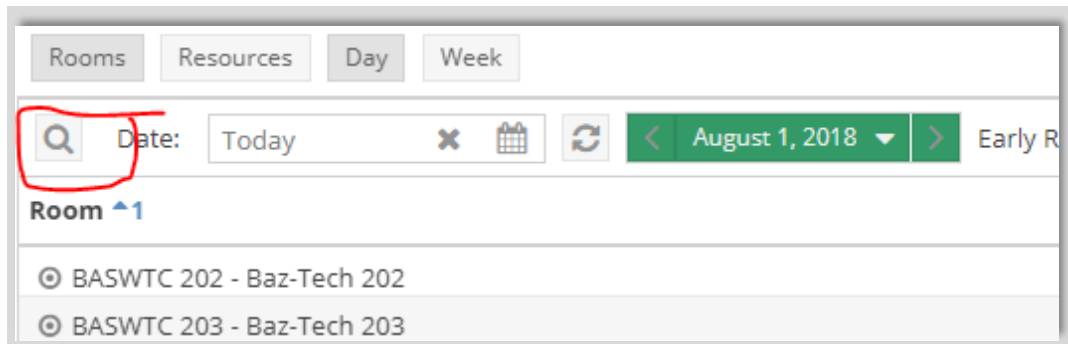 Rooms Resources Day Week
Date: Today August 1, 2018 Early R
Room 1
BASWTC 202 - Baz-Tech 202
BASWTC 203 - Baz-Tech 203